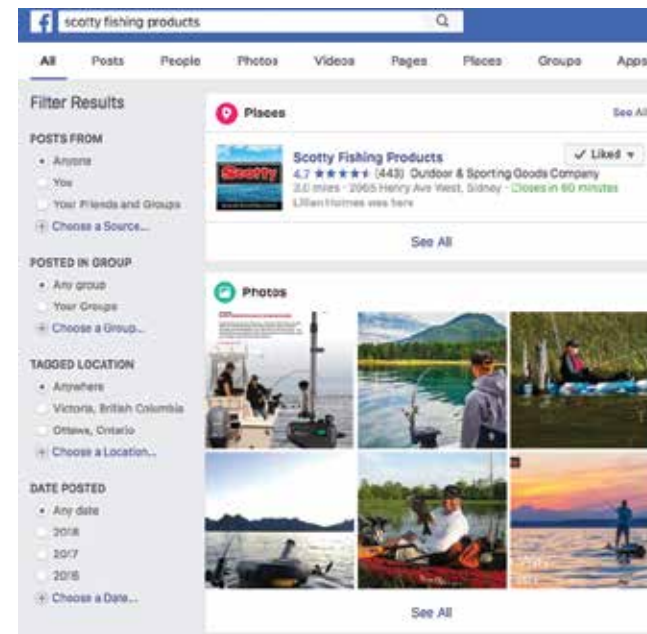 scotty fishing products
All Posts People Photos Videos Pages Places Groups Apps
Filter Results
POSTS FROM
Anyone
You
Your Friends and Groups
Choose a Source...
POSTED IN GROUP
Any group
Your Groups
Choose a Group...
TAGGED LOCATION
Anywhere
Victoria, British Columbia
Ottawa, Ontario
Choose a Location...
DATE POSTED
Any date
2018
2017
2016
Choose a Date...
Places
See All
Scotty
Scotty Fishing Products
Liked
4.7 ★★★★★ (443) Outdoor & Sporting Goods Company
2.0 miles · 2065 Henry Ave West, Sidney · Closes in 60 minutes
was here
See All
Photos
See All